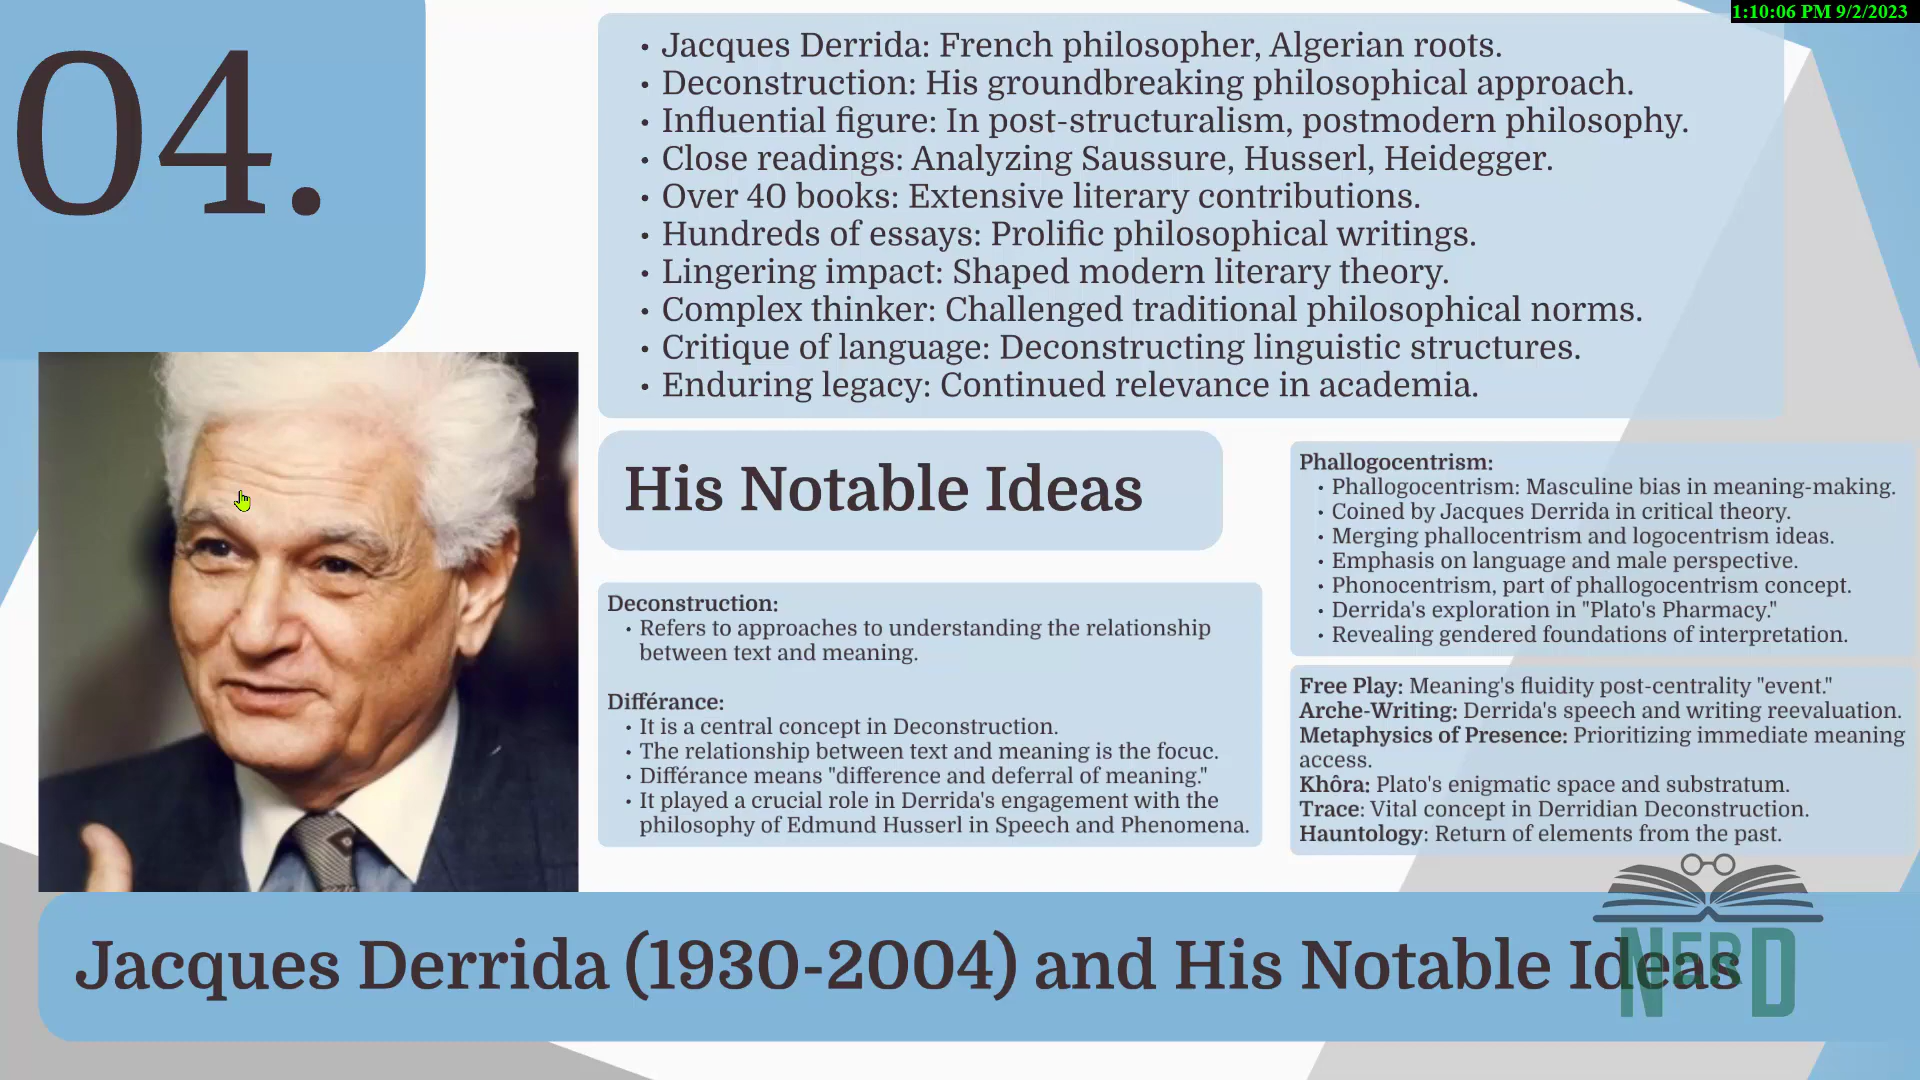 1:10:06 PM 9/2/2023
04.
• Jacques Derrida: French philosopher, Algerian roots.
• Deconstruction: His groundbreaking philosophical approach.
• Influential figure: In post-structuralism, postmodern philosophy.
• Close readings: Analyzing Saussure, Husserl, Heidegger.
• Over 40 books: Extensive literary contributions.
• Hundreds of essays: Prolific philosophical writings.
• Lingering impact: Shaped modern literary theory.
• Complex thinker: Challenged traditional philosophical norms.
• Critique of language: Deconstructing linguistic structures.
• Enduring legacy: Continued relevance in academia.
His Notable Ideas
Deconstruction:
• Refers to approaches to understanding the relationship
between text and meaning.
Différance:
• It is a central concept in Deconstruction.
• The relationship between text and meaning is the focuc.
• Différance means "difference and deferral of meaning."
• It played a crucial role in Derrida's engagement with the
philosophy of Edmund Husserl in Speech and Phenomena.
Phallogocentrism:
• Phallogocentrism: Masculine bias in meaning-making.
• Coined by Jacques Derrida in critical theory.
• Merging phallocentrism and logocentrism ideas.
• Emphasis on language and male perspective.
• Phonocentrism, part of phallogocentrism concept.
• Derrida's exploration in "Plato's Pharmacy."
• Revealing gendered foundations of interpretation.
Free Play: Meaning's fluidity post-centrality "event."
Arche-Writing: Derrida's speech and writing reevaluation.
Metaphysics of Presence: Prioritizing immediate meaning
access.
Khôra: Plato's enigmatic space and substratum.
Trace: Vital concept in Derridian Deconstruction.
Hauntology: Return of elements from the past.
Jacques Derrida (1930-2004) and His Notable Ideas
NerD